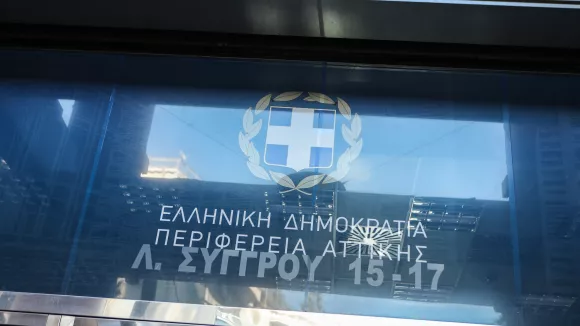 ΕΛΛΗΝΙΚΗ ΔΗΜΟΚΡΑΤΙΑ
ΠΕΡΙΦΕΡΕΙΑ ΑΤΤΙΚΗΣ
Λ. ΣΥΓΓΡΟΥ 15-17